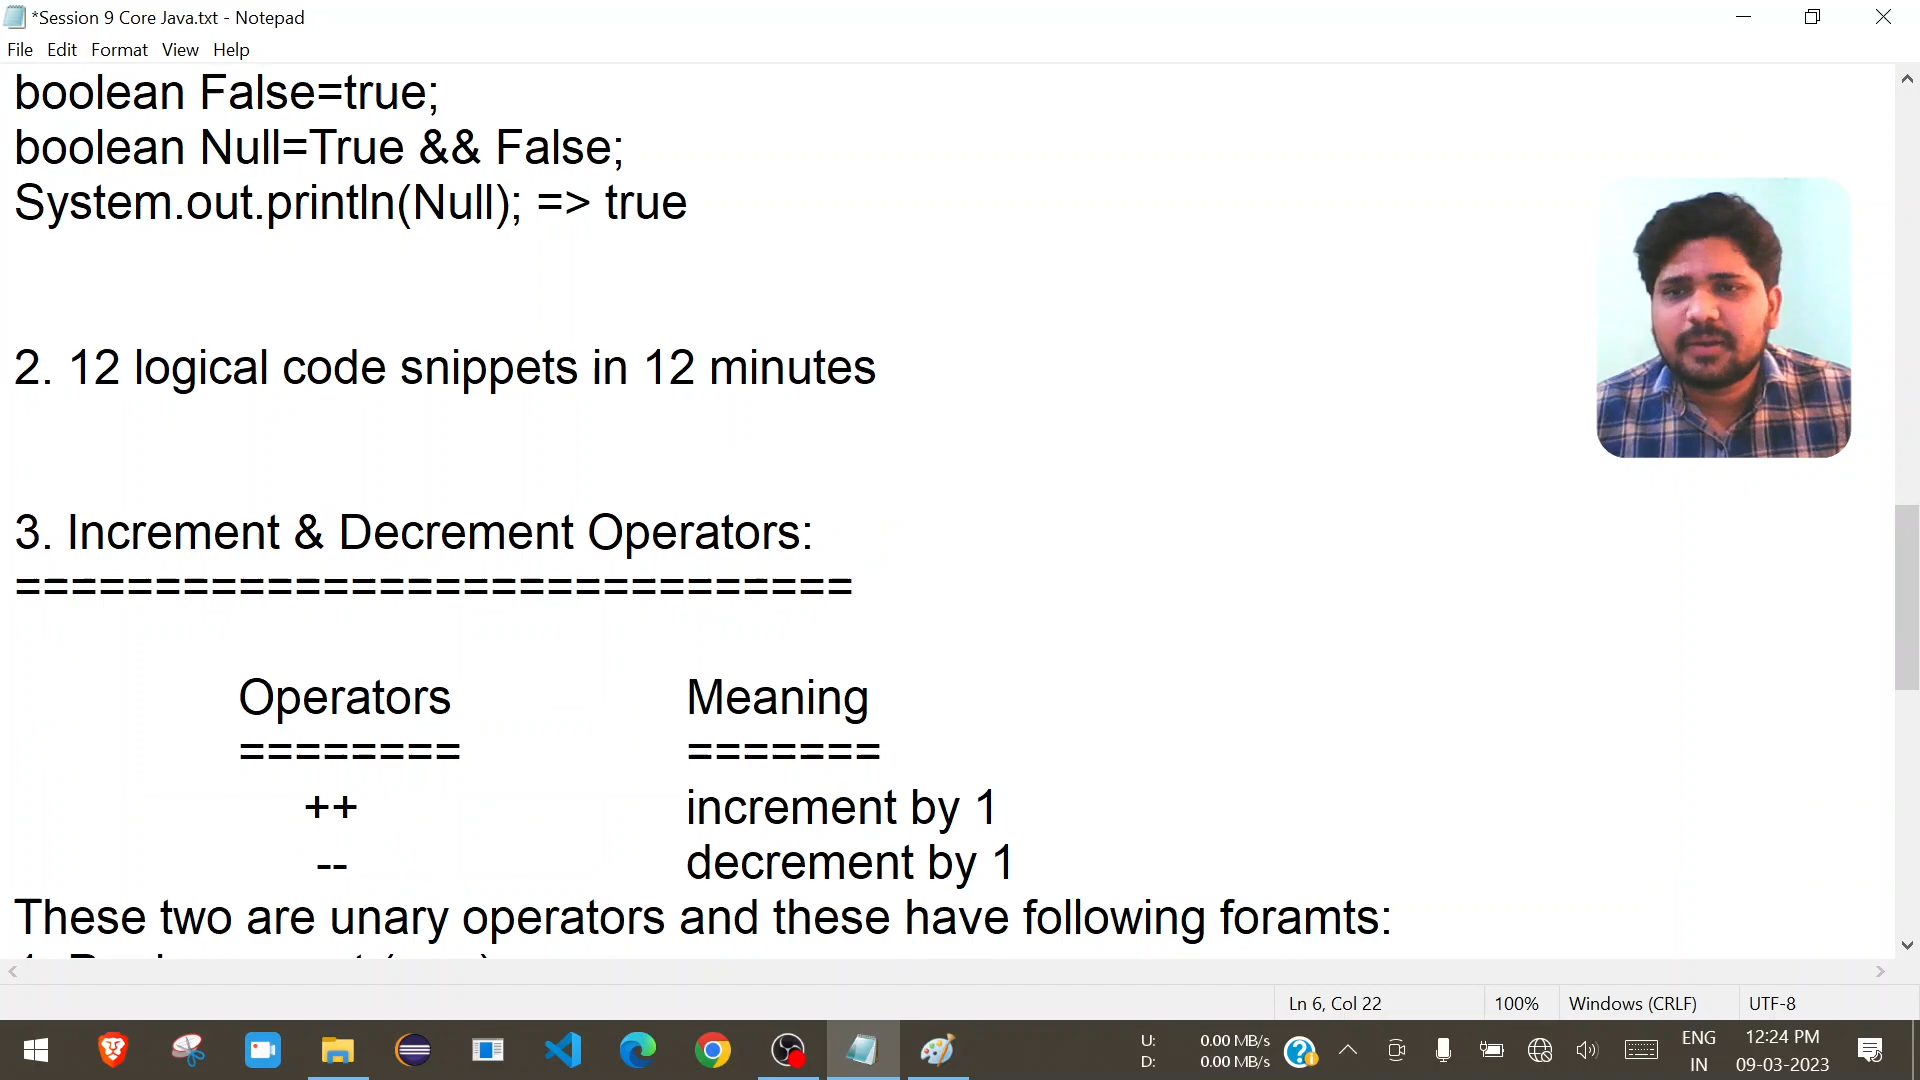 *Session 9 Core Java.txt - Notepad
File Edit Format View Help
boolean False=true;
boolean Null=True && False;
System.out.println(Null); => true
2. 12 logical code snippets in 12 minutes
3. Increment & Decrement Operators:
==============================
Operators Meaning
======== =======
++ increment by 1
-- decrement by 1
These two are unary operators and these have following foramts:
Ln 6, Col 22 100% Windows (CRLF) UTF-8
U: 0.00 MB/s
D: 0.00 MB/s
ENG
IN
12:24 PM
09-03-2023